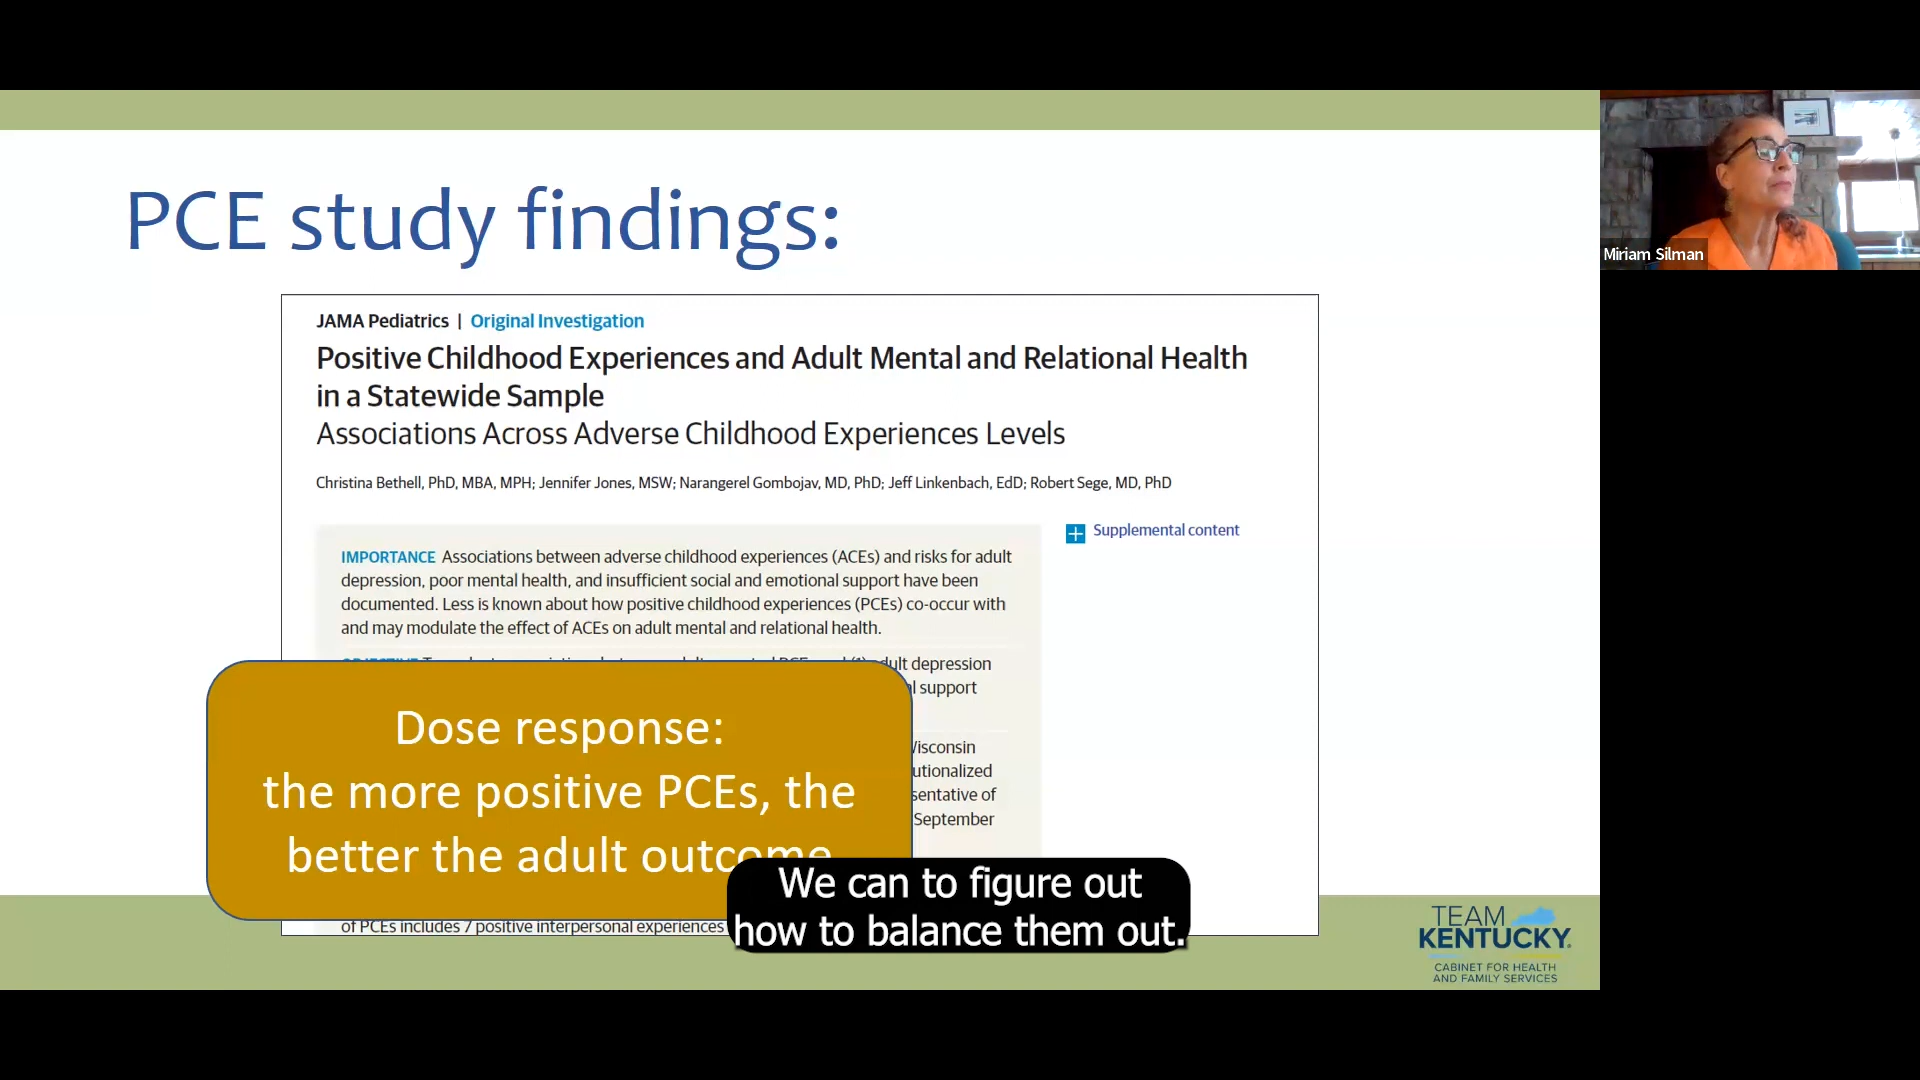 PCE study findings:
JAMA Pediatrics | Original Investigation
Positive Childhood Experiences and Adult Mental and Relational Health
in a Statewide Sample
Associations Across Adverse Childhood Experiences Levels
Christina Bethell, PhD, MBA, MPH; Jennifer Jones, MSW; Narangerel Gombojav, MD, PhD; Jeff Linkenbach, EdD; Robert Sege, MD, PhD
Supplemental content
IMPORTANCE Associations between adverse childhood experiences (ACEs) and risks for adult
depression, poor mental health, and insufficient social and emotional support have been
documented. Less is known about how positive childhood experiences (PCEs) co-occur with
and may modulate the effect of ACEs on adult mental and relational health.
depression
support
September
Dose response:
the more positive PCEs, the
better the adult outcome
of PCEs includes 7 positive interpersonal experiences
We can to figure out
how to balance them out.
TEAM
KENTUCKY
CABINET FOR HEALTH
AND FAMILY SERVICES
Miriam Silman